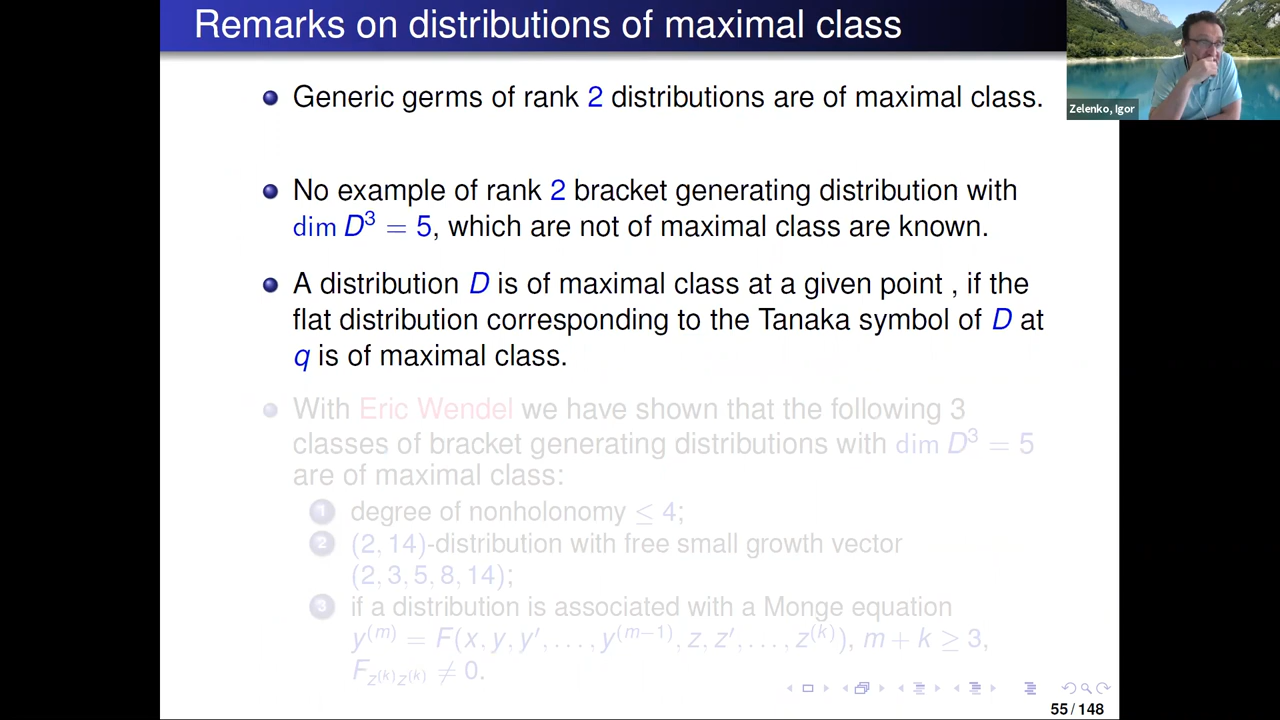 Remarks on distributions of maximal class
Zelenko, Igor
Generic germs of rank 2 distributions are of maximal class.
No example of rank 2 bracket generating distribution with
dim D³ = 5, which are not of maximal class are known.
A distribution D is of maximal class at a given point , if the
flat distribution corresponding to the Tanaka symbol of D at
q is of maximal class.
With Eric Wendel we have shown that the following 3
classes of bracket generating distributions with dim D³ = 5
are of maximal class:
1 degree of nonholonomy ≤ 4;
2 (2, 14)-distribution with free small growth vector
(2, 3, 5, 8, 14);
3 if a distribution is associated with a Monge equation
y^(m) = F(x, y, y′, . . . , y^(m−1), z, z′, . . . , z^(k)), m + k ≥ 3,
F_{z^(k) z^(k)} ≠ 0.
55 / 148